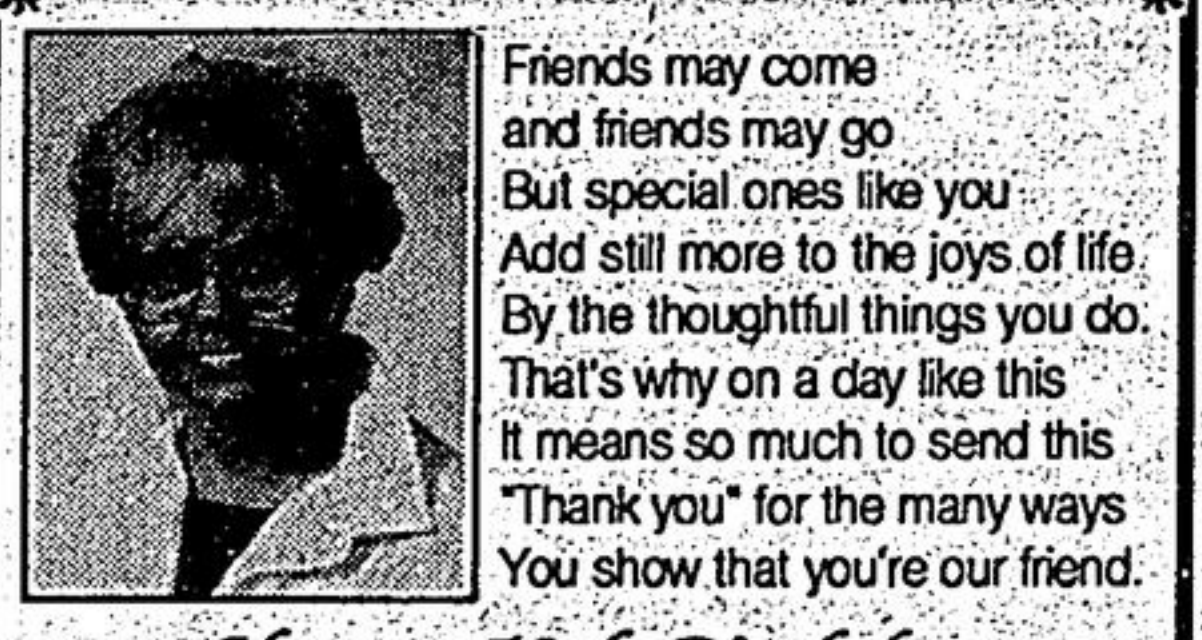 Friends may come
and friends may go
But special ones like you
Add still more to the joys of life
By the thoughtful things you do.
That's why on a day like this
It means so much to send this
"Thank you" for the many ways
You show that you're our friend.